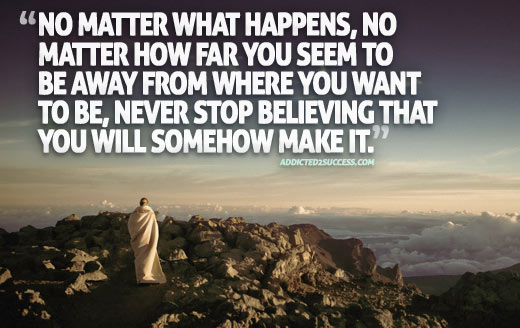 “NO MATTER WHAT HAPPENS, NO
MATTER HOW FAR YOU SEEM TO
BE AWAY FROM WHERE YOU WANT
TO BE, NEVER STOP BELIEVING THAT
YOU WILL SOMEHOW MAKE IT.”
ADDICTED2SUCCESS.COM